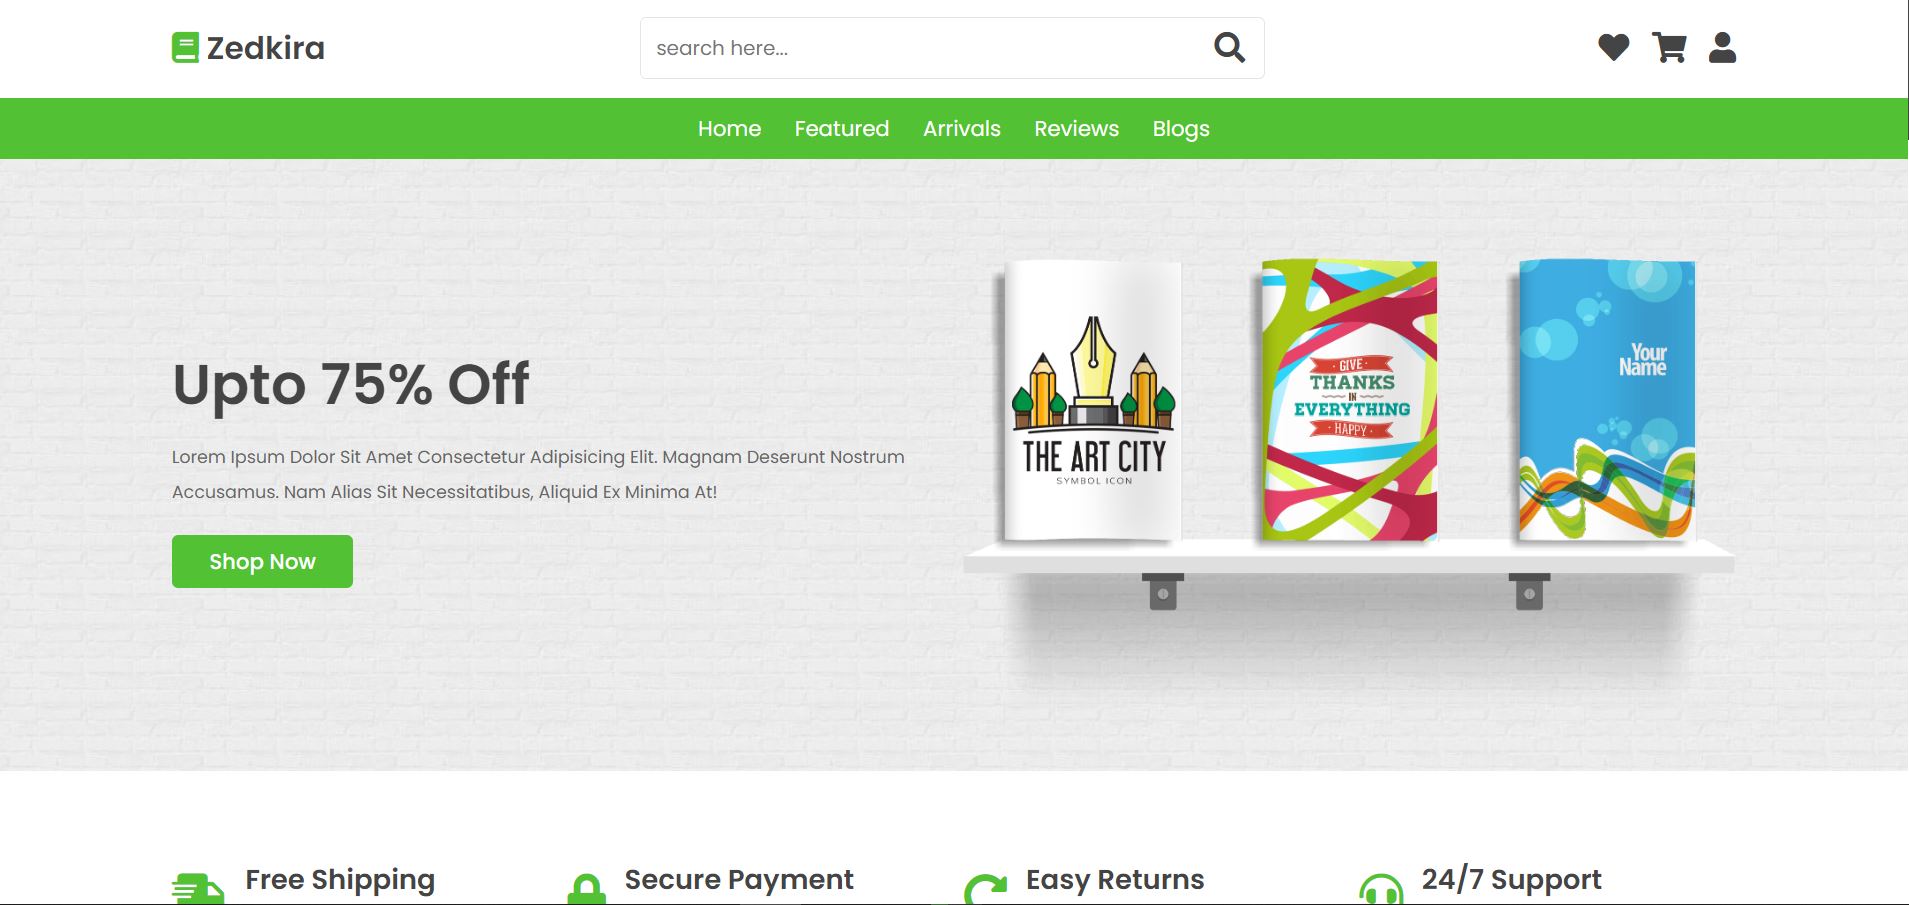 Zedkira
search here...
Home Featured Arrivals Reviews Blogs
Upto 75% Off
Lorem Ipsum Dolor Sit Amet Consectetur Adipisicing Elit. Magnam Deserunt Nostrum
Accusamus. Nam Alias Sit Necessitatibus, Aliquid Ex Minima At!
Shop Now
THE ART CITY
SYMBOL ICON
· GIVE ·
THANKS
IN
EVERYTHING
· HAPPY ·
Your
Name
Free Shipping
Secure Payment
Easy Returns
24/7 Support